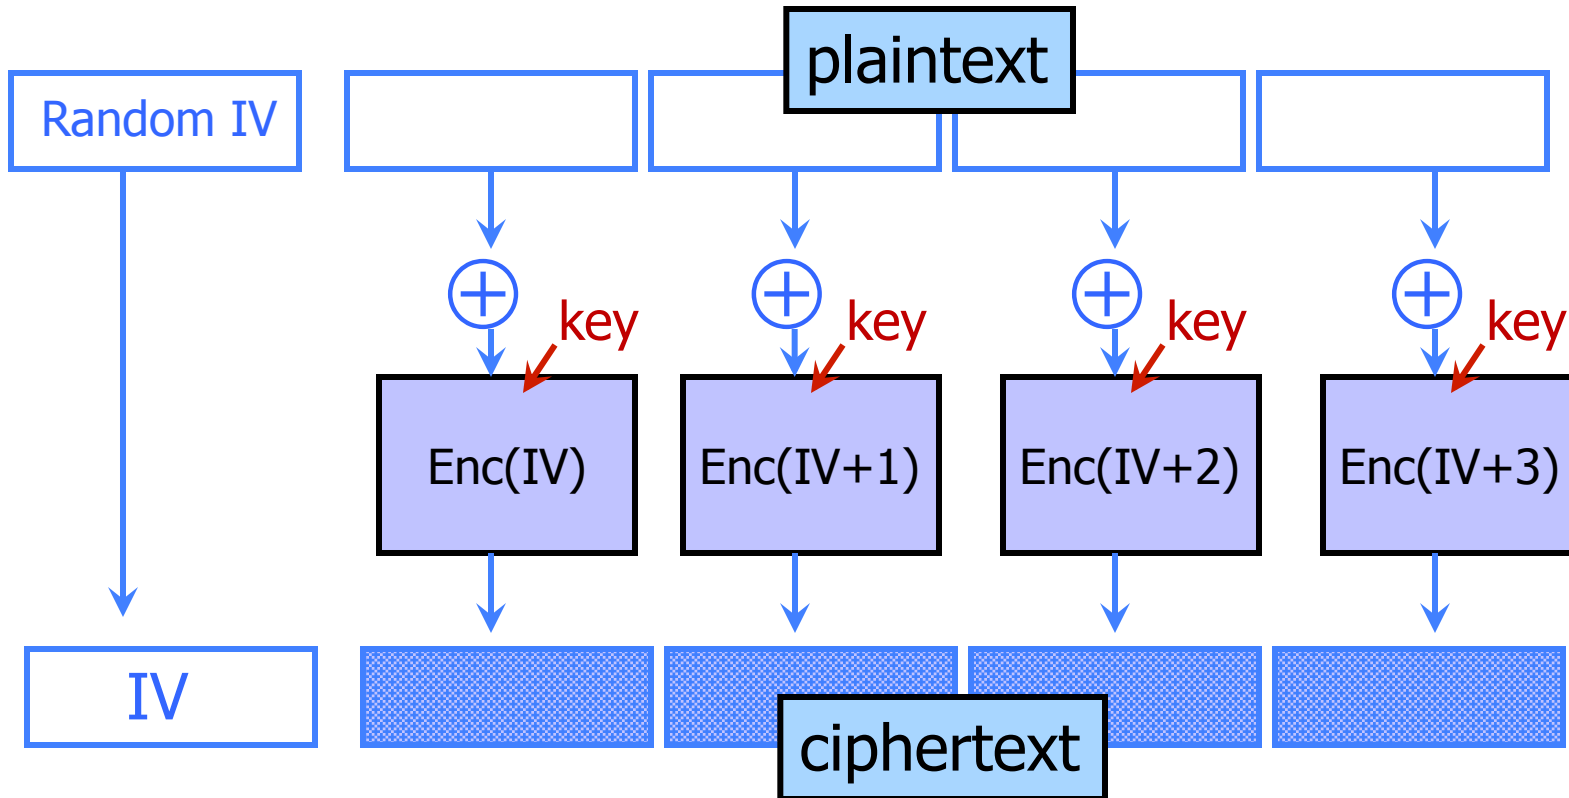 plaintext
Random IV
key
key
key
key
Enc(IV)
Enc(IV+1)
Enc(IV+2)
Enc(IV+3)
IV
ciphertext